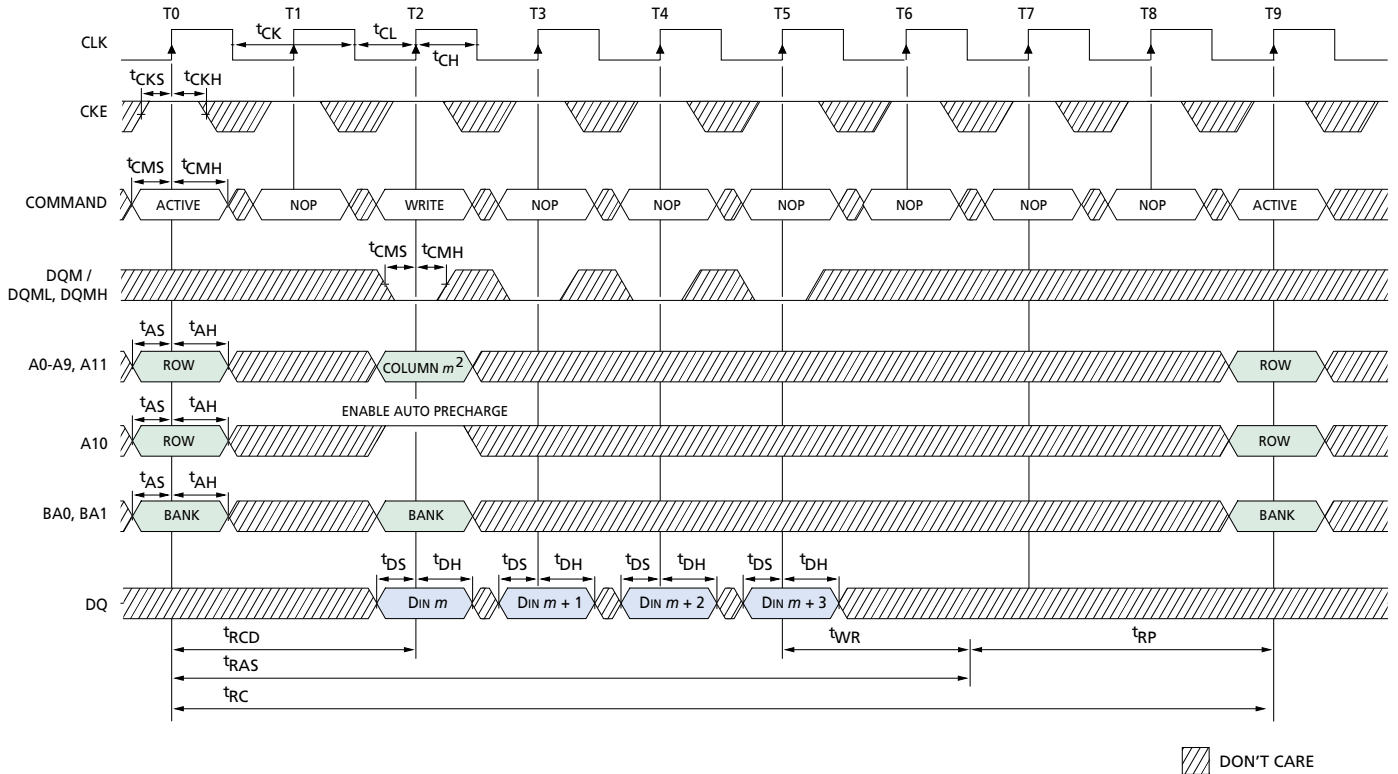 T0 T1 T2 T3 T4 T5 T6 T7 T8 T9
CLK tCK tCL tCH
tCKS tCKH
CKE
tCMS tCMH
COMMAND ACTIVE NOP WRITE NOP NOP NOP NOP NOP NOP ACTIVE
tCMS tCMH
DQM /
DQML, DQMH
tAS tAH
A0-A9, A11 ROW COLUMN m2 ROW
tAS tAH ENABLE AUTO PRECHARGE
A10 ROW ROW
tAS tAH
BA0, BA1 BANK BANK BANK
tDS tDH tDS tDH tDS tDH tDS tDH
DQ DIN m DIN m + 1 DIN m + 2 DIN m + 3
tRCD tWR tRP
tRAS
tRC
DON'T CARE